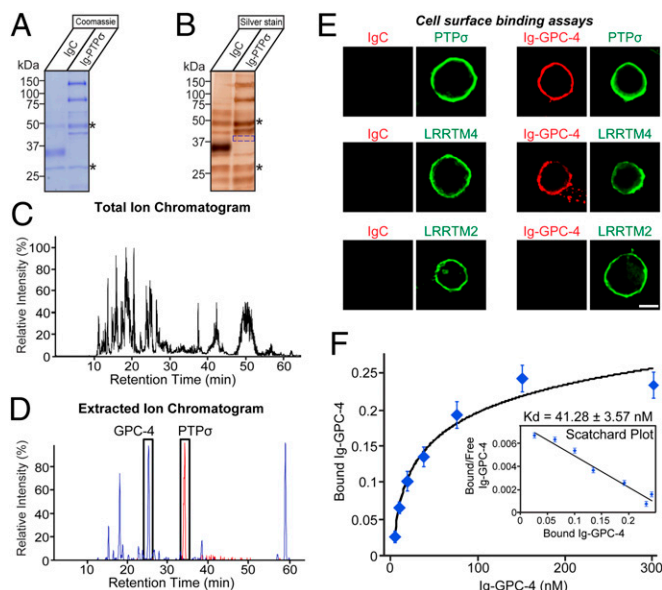 A
Coomassie
IgC
Ig-PTPσ
kDa
150
100
75
50
37
25
*
*
B
Silver stain
IgC
Ig-PTPσ
kDa
150
100
75
50
37
25
*
*
C
Total Ion Chromatogram
Relative Intensity (%)
100
80
60
40
20
0
10 20 30 40 50 60
Retention Time (min)
D
Extracted Ion Chromatogram
GPC-4 PTPσ
Relative Intensity (%)
80
60
40
20
0
10 20 30 40 50 60
Retention Time (min)
E
Cell surface binding assays
IgC PTPσ Ig-GPC-4 PTPσ
IgC LRRTM4 Ig-GPC-4 LRRTM4
IgC LRRTM2 Ig-GPC-4 LRRTM2
F
Bound Ig-GPC-4
0.25
0.20
0.15
0.1
0.05
0
0 100 200 300
Ig-GPC-4 (nM)
Kd = 41.28 ± 3.57 nM
Scatchard Plot
Bound/Free
Ig-GPC-4
0.006
0.004
0.002
0
0 0.05 0.10 0.15 0.2
Bound Ig-GPC-4